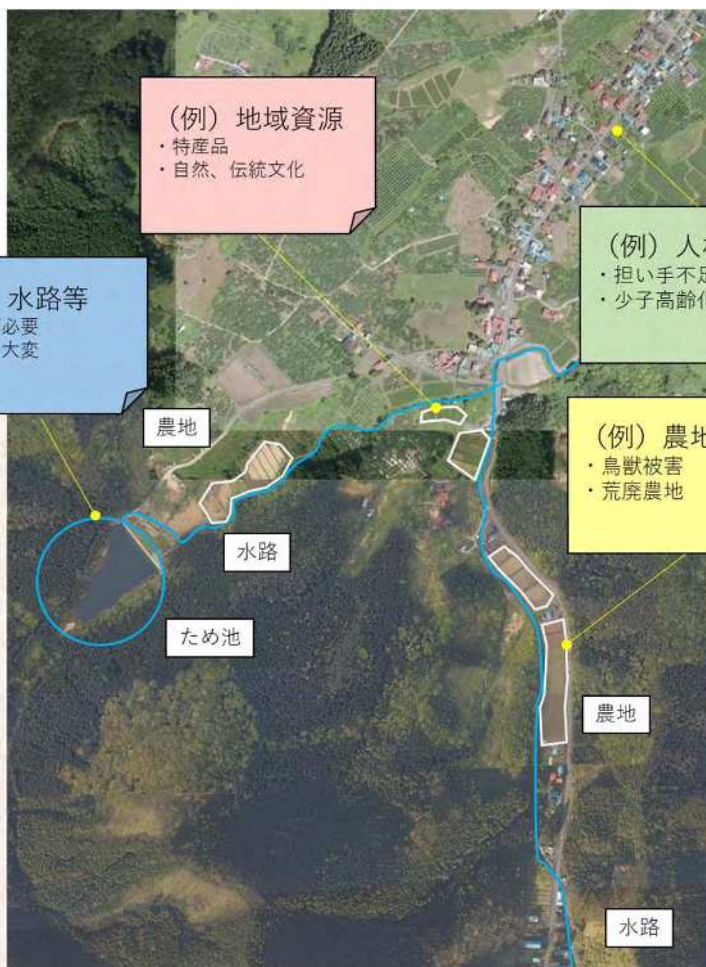 （例）地域資源
・特産品
・自然、伝統文化
（例）人
・担い手不足
・少子高齢化
水路等
必要
大変
農地
（例）農地
・鳥獣被害
・荒廃農地
水路
ため池
農地
水路